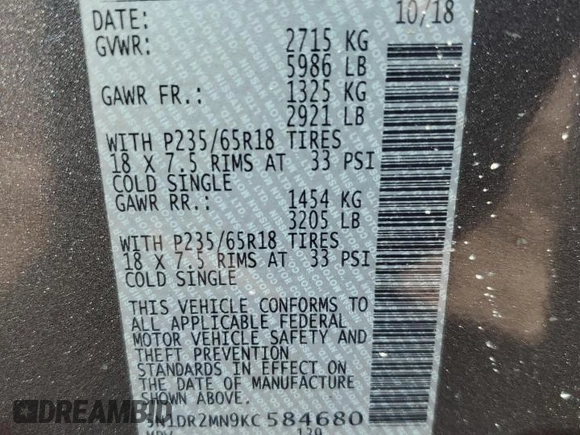 DATE: 10/18
GVWR: 2715 KG
5986 LB
GAWR FR.: 1325 KG
2921 LB
WITH P235/65R18 TIRES
18 X 7.5 RIMS AT 33 PSI
COLD SINGLE
GAWR RR.: 1454 KG
3205 LB
WITH P235/65R18 TIRES
18 X 7.5 RIMS AT 33 PSI
COLD SINGLE
THIS VEHICLE CONFORMS TO
ALL APPLICABLE FEDERAL
MOTOR VEHICLE SAFETY AND
THEFT PREVENTION
STANDARDS IN EFFECT ON
THE DATE OF MANUFACTURE
SHOWN ABOVE.
5N1DR2MN9KC584680
MPV 120
AUTOBIDCAR